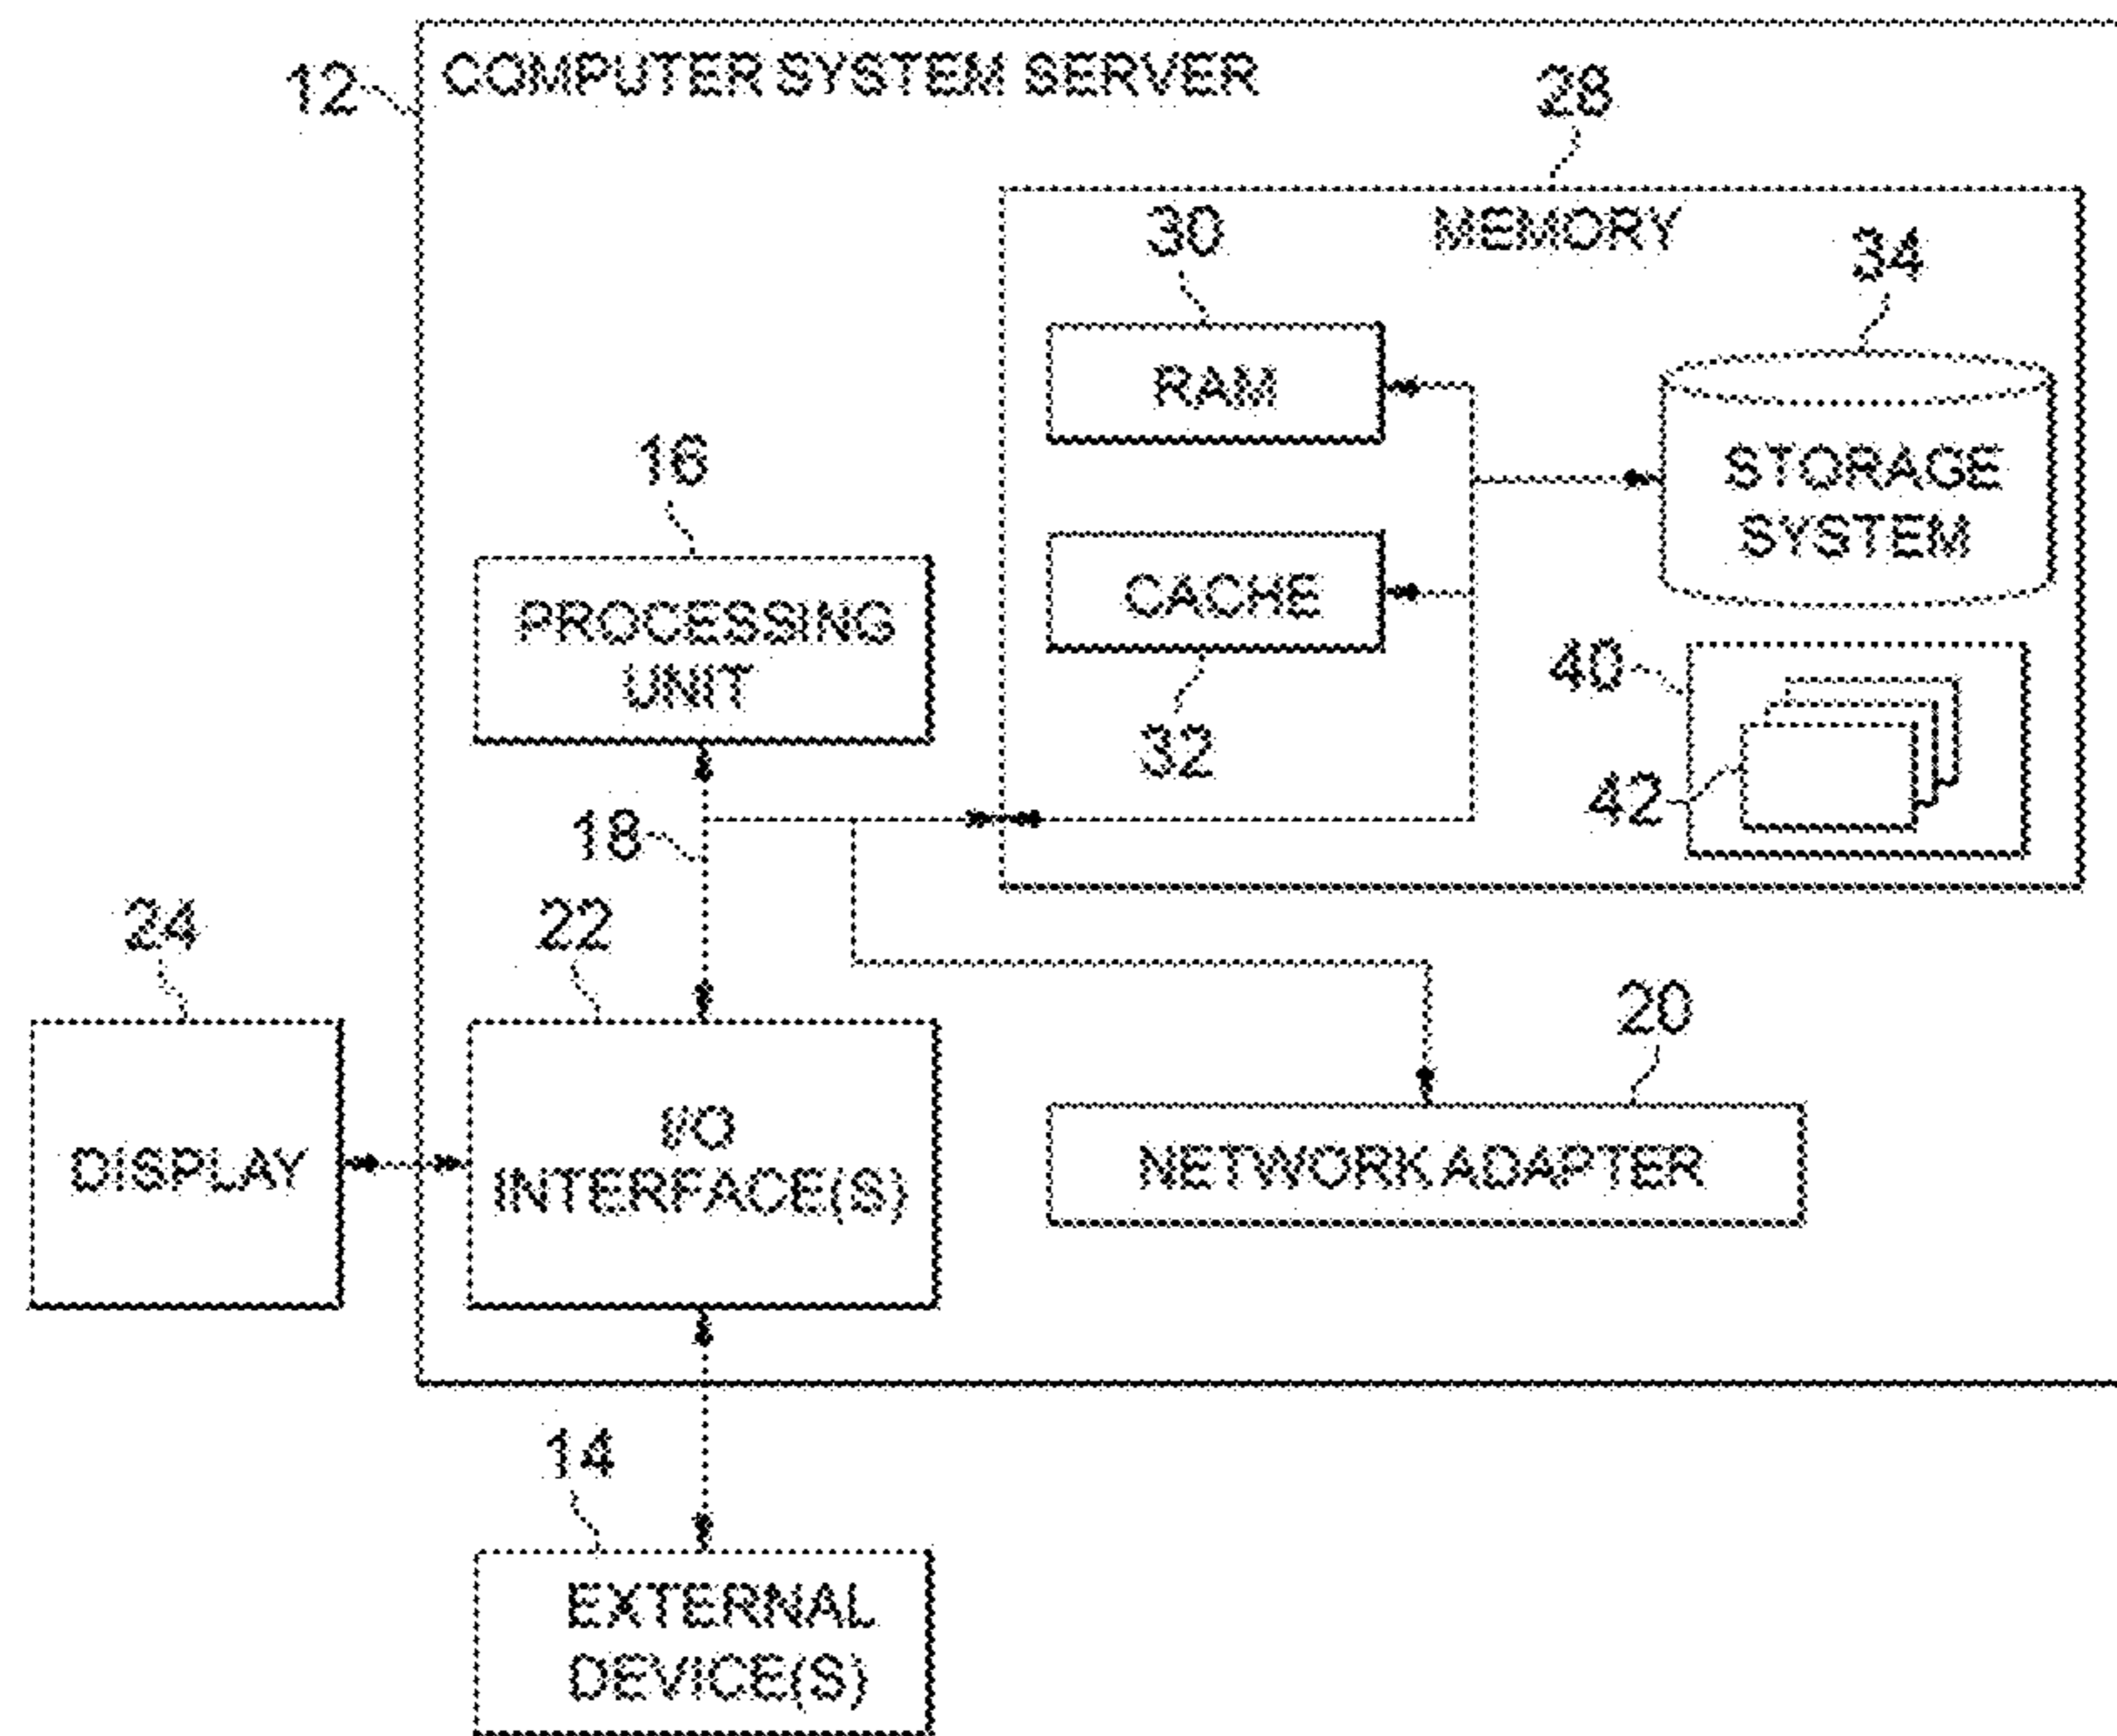 12
COMPUTER SYSTEM SERVER
28
MEMORY
30
34
RAM
16
STORAGE
SYSTEM
PROCESSING
UNIT
CACHE
40
32
42
18
24
22
20
DISPLAY
I/O
INTERFACE(S)
NETWORK ADAPTER
14
EXTERNAL
DEVICE(S)